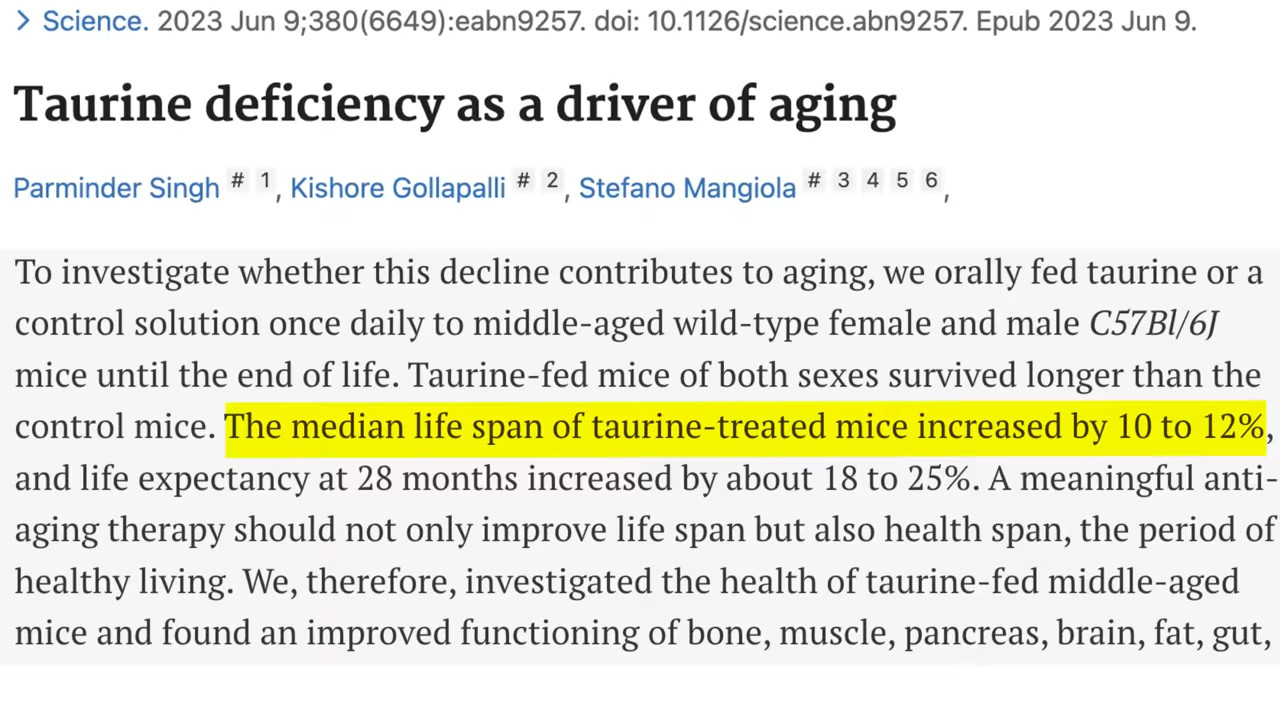 > Science. 2023 Jun 9;380(6649):eabn9257. doi: 10.1126/science.abn9257. Epub 2023 Jun 9.
Taurine deficiency as a driver of aging
Parminder Singh # 1, Kishore Gollapalli # 2, Stefano Mangiola # 3 4 5 6,
To investigate whether this decline contributes to aging, we orally fed taurine or a
control solution once daily to middle-aged wild-type female and male C57Bl/6J
mice until the end of life. Taurine-fed mice of both sexes survived longer than the
control mice. The median life span of taurine-treated mice increased by 10 to 12%,
and life expectancy at 28 months increased by about 18 to 25%. A meaningful anti-
aging therapy should not only improve life span but also health span, the period of
healthy living. We, therefore, investigated the health of taurine-fed middle-aged
mice and found an improved functioning of bone, muscle, pancreas, brain, fat, gut,